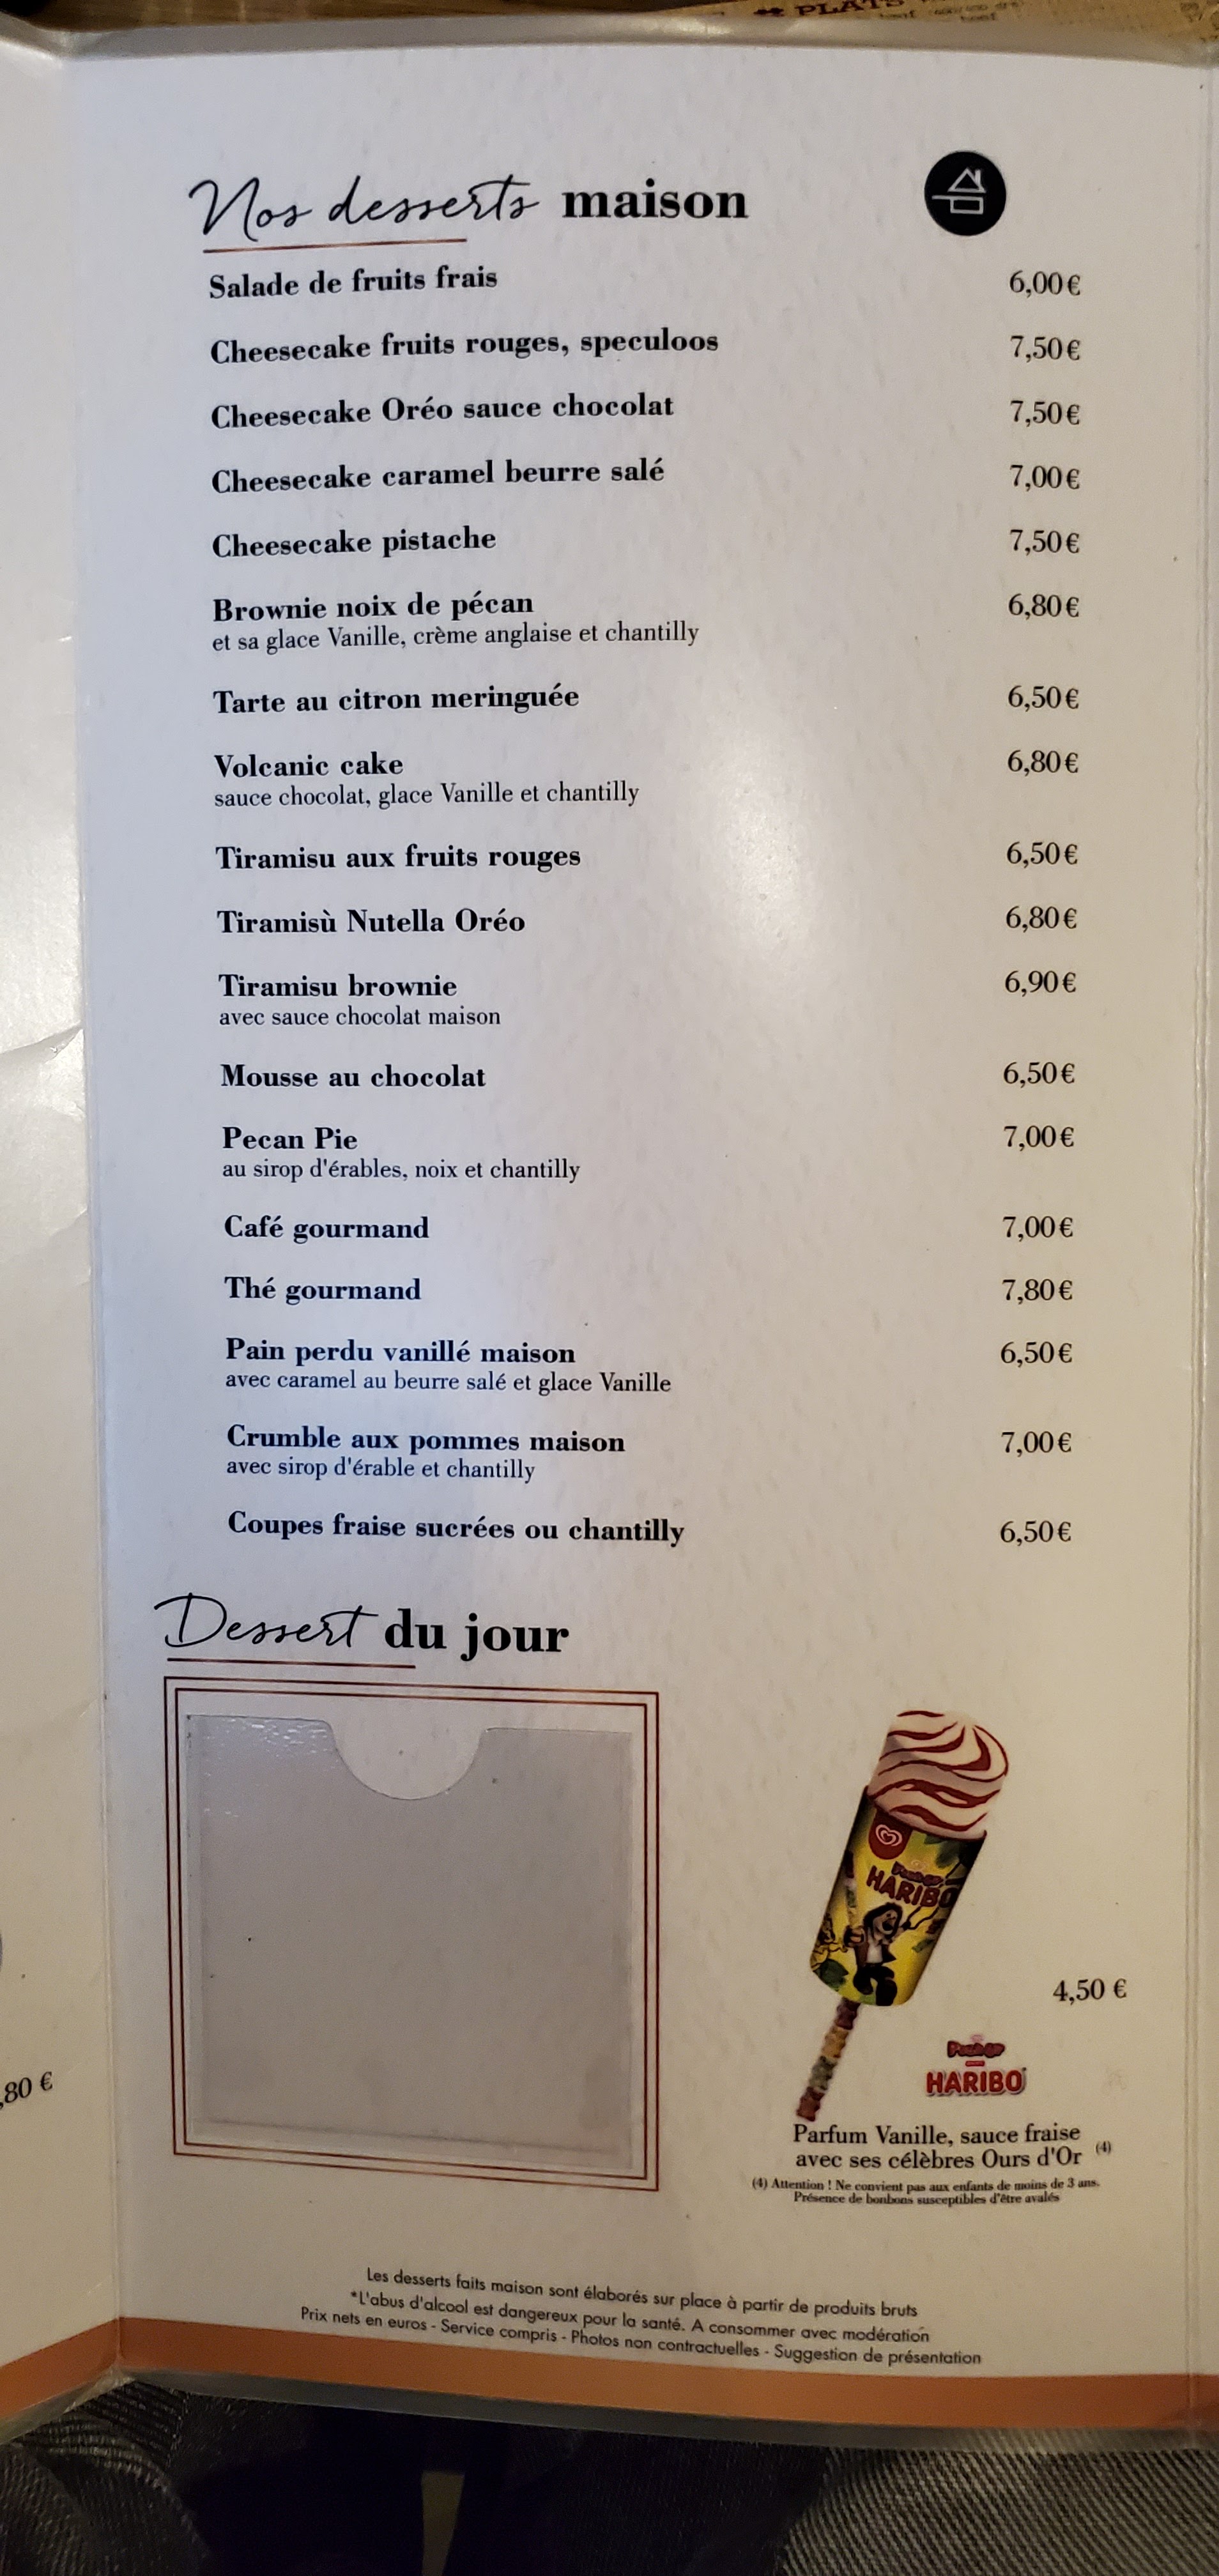 PLATS
Nos desserts maison
Salade de fruits frais 6,00€
Cheesecake fruits rouges, speculoos 7,50€
Cheesecake Oréo sauce chocolat 7,50€
Cheesecake caramel beurre salé 7,00€
Cheesecake pistache 7,50€
Brownie noix de pécan 6,80€
et sa glace Vanille, crème anglaise et chantilly
Tarte au citron meringuée 6,50€
Volcanic cake 6,80€
sauce chocolat, glace Vanille et chantilly
Tiramisu aux fruits rouges 6,50€
Tiramisù Nutella Oréo 6,80€
Tiramisu brownie 6,90€
avec sauce chocolat maison
Mousse au chocolat 6,50€
Pecan Pie 7,00€
au sirop d'érables, noix et chantilly
Café gourmand 7,00€
Thé gourmand 7,80€
Pain perdu vanillé maison 6,50€
avec caramel au beurre salé et glace Vanille
Crumble aux pommes maison 7,00€
avec sirop d'érable et chantilly
Coupes fraise sucrées ou chantilly 6,50€
Dessert du jour
Push UP
HARIBO
4,50 €
,80 €
Push UP
HARIBO
Parfum Vanille, sauce fraise
avec ses célèbres Ours d'Or (4)
(4) Attention ! Ne convient pas aux enfants de moins de 3 ans.
Présence de bonbons susceptibles d'être avalés
Les desserts faits maison sont élaborés sur place à partir de produits bruts
*L'abus d'alcool est dangereux pour la santé. A consommer avec modération
Prix nets en euros - Service compris - Photos non contractuelles - Suggestion de présentation